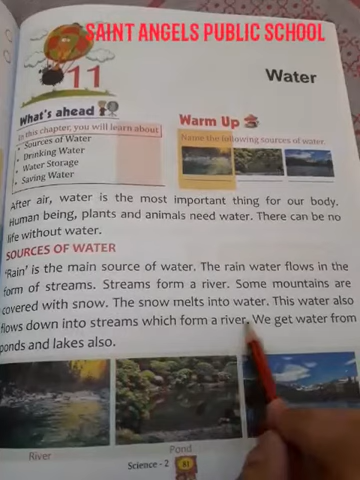 SAINT ANGELS PUBLIC SCHOOL
11
Water
What's ahead
In this chapter, you will learn about
• Sources of Water
• Drinking Water
• Water Storage
• Saving Water
Warm Up
Name the following sources of water.
After air, water is the most important thing for our body.
Human being, plants and animals need water. There can be no
life without water.
SOURCES OF WATER
'Rain' is the main source of water. The rain water flows in the
form of streams. Streams form a river. Some mountains are
covered with snow. The snow melts into water. This water also
flows down into streams which form a river. We get water from
ponds and lakes also.
River
Pond
Science - 2
81